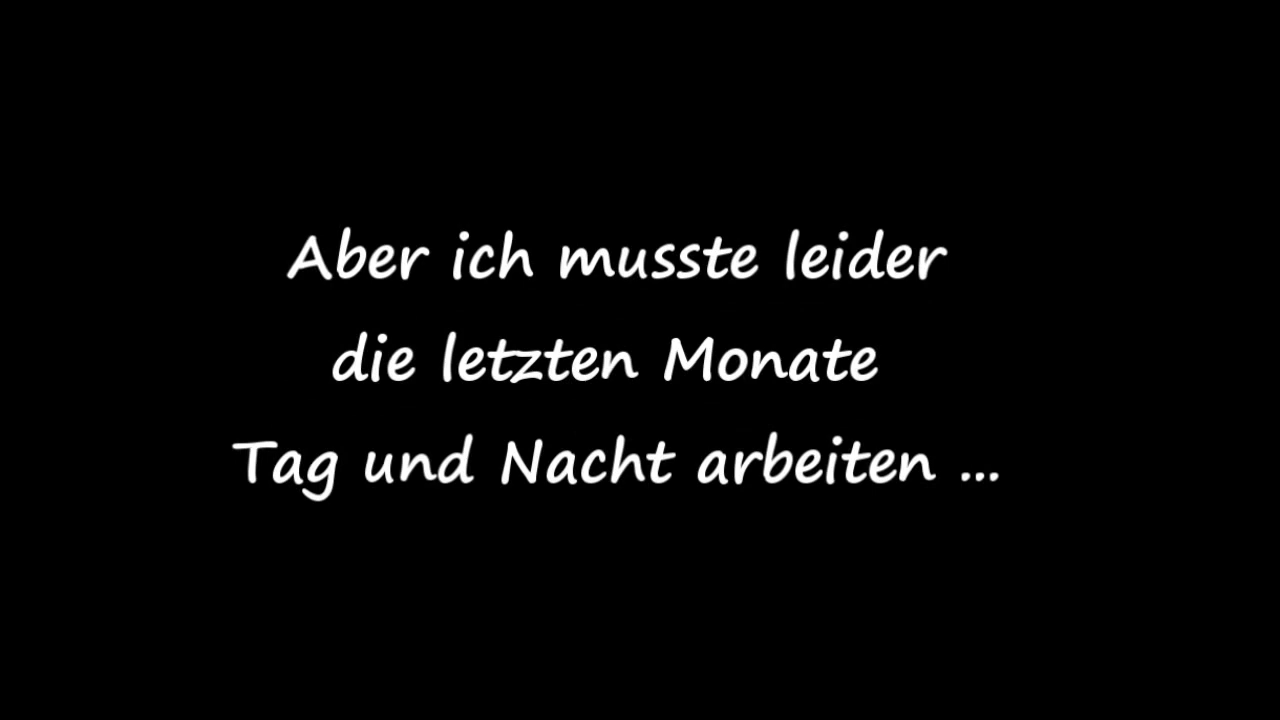 Aber ich musste leider
die letzten Monate
Tag und Nacht arbeiten ...